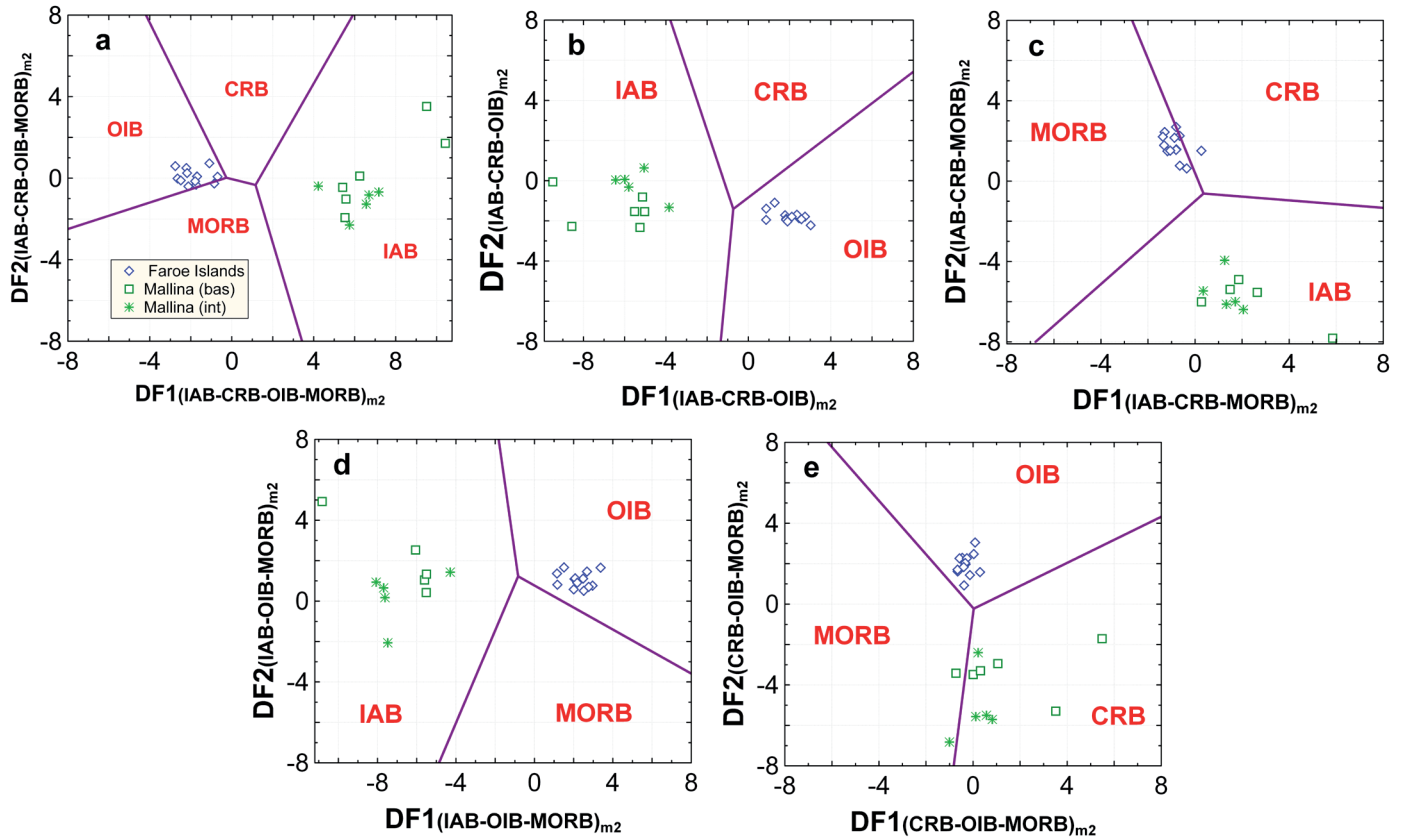 a
CRB
OIB
MORB
IAB
Faroe Islands
Mallina (bas)
Mallina (int)
8
4
0
-4
-8
-8
-4
0
4
8
DF2(IAB-CRB-OIB-MORB)m2
DF1(IAB-CRB-OIB-MORB)m2
b
IAB
CRB
OIB
8
4
0
-4
-8
-8
-4
0
4
8
DF2(IAB-CRB-OIB)m2
DF1(IAB-CRB-OIB)m2
c
CRB
MORB
IAB
8
4
0
-4
-8
-8
-4
0
4
8
DF2(IAB-CRB-MORB)m2
DF1(IAB-CRB-MORB)m2
d
OIB
IAB
MORB
8
4
0
-4
-8
-8
-4
0
4
8
DF2(IAB-OIB-MORB)m2
DF1(IAB-OIB-MORB)m2
e
OIB
MORB
CRB
8
4
0
-4
-8
-8
-4
0
4
8
DF2(CRB-OIB-MORB)m2
DF1(CRB-OIB-MORB)m2